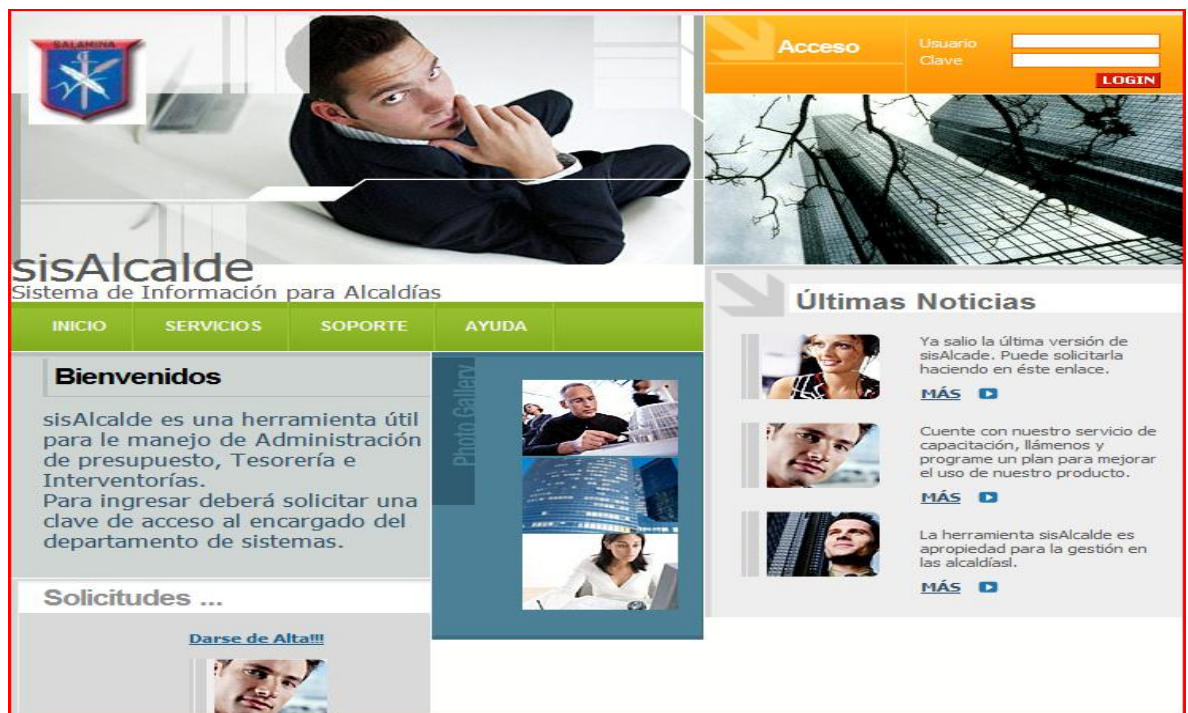 SALAMINA
Acceso
Usuario
Clave
LOGIN
sisAlcalde
Sistema de Información para Alcaldías
INICIO SERVICIOS SOPORTE AYUDA
Bienvenidos
sisAlcalde es una herramienta útil
para le manejo de Administración
de presupuesto, Tesorería e
Interventorías.
Para ingresar deberá solicitar una
clave de acceso al encargado del
departamento de sistemas.
Solicitudes ...
Darse de Alta!!!
Photo Gallery
Últimas Noticias
Ya salio la última versión de
sisAlcade. Puede solicitarla
haciendo en éste enlace.
MÁS
Cuente con nuestro servicio de
capacitación, llámenos y
programe un plan para mejorar
el uso de nuestro producto.
MÁS
La herramienta sisAlcalde es
apropiedad para la gestión en
las alcaldíasl.
MÁS